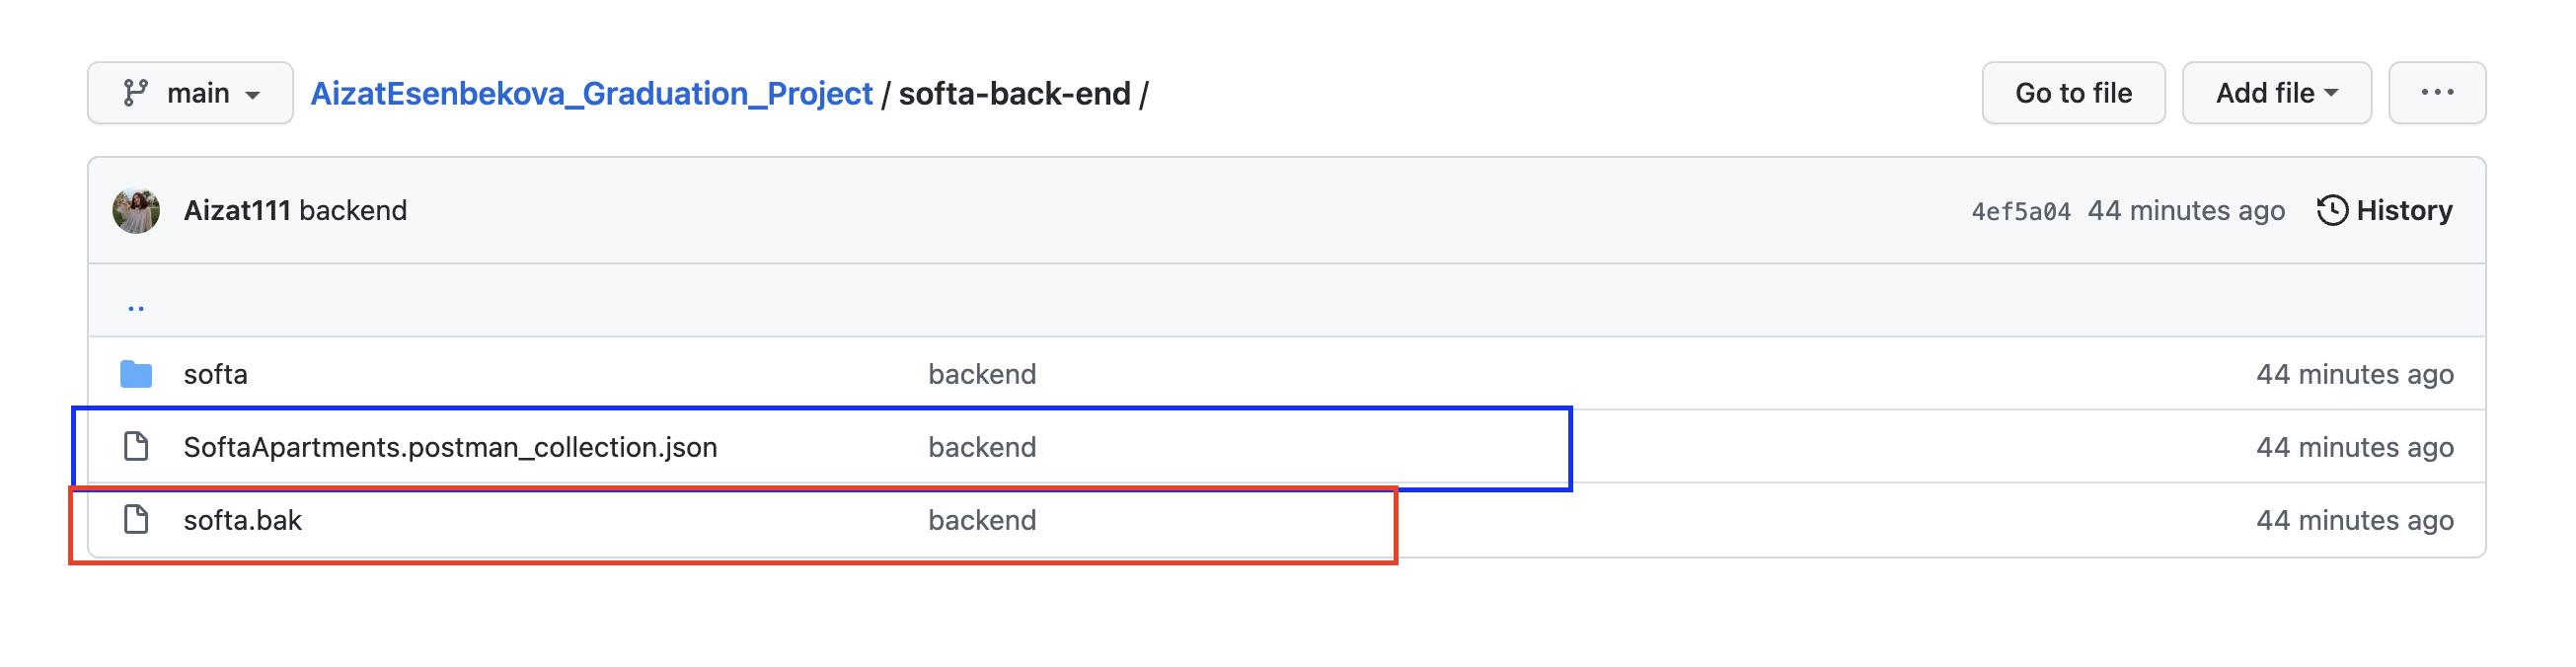 main AizatEsenbekova_Graduation_Project / softa-back-end / Go to file Add file ...
Aizat111 backend 4ef5a04 44 minutes ago History
..
softa backend 44 minutes ago
SoftaApartments.postman_collection.json backend 44 minutes ago
softa.bak backend 44 minutes ago